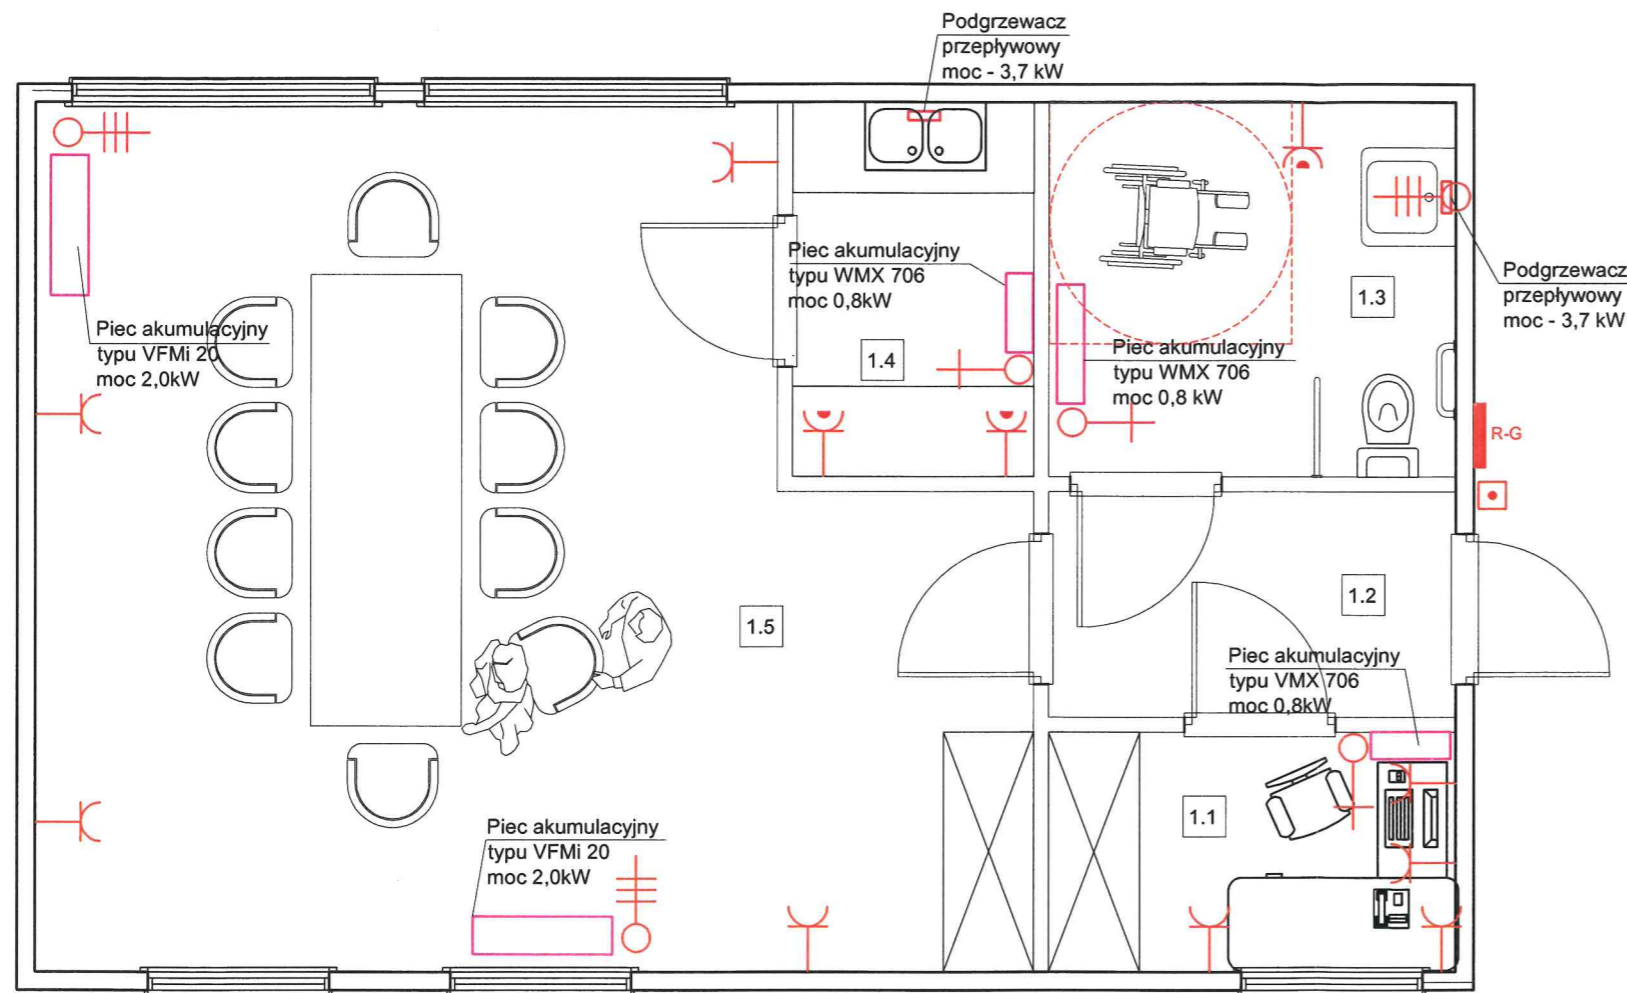 Podgrzewacz
przepływowy
moc - 3,7 kW
Piec akumulacyjny
typu WMX 706
moc 0,8kW
1.3
Podgrzewacz
przepływowy
moc - 3,7 kW
Piec akumulacyjny
typu VFMi 20
moc 2,0kW
1.4
Piec akumulacyjny
typu WMX 706
moc 0,8 kW
R-G
1.2
1.5
Piec akumulacyjny
typu VMX 706
moc 0,8kW
1.1
Piec akumulacyjny
typu VFMi 20
moc 2,0kW